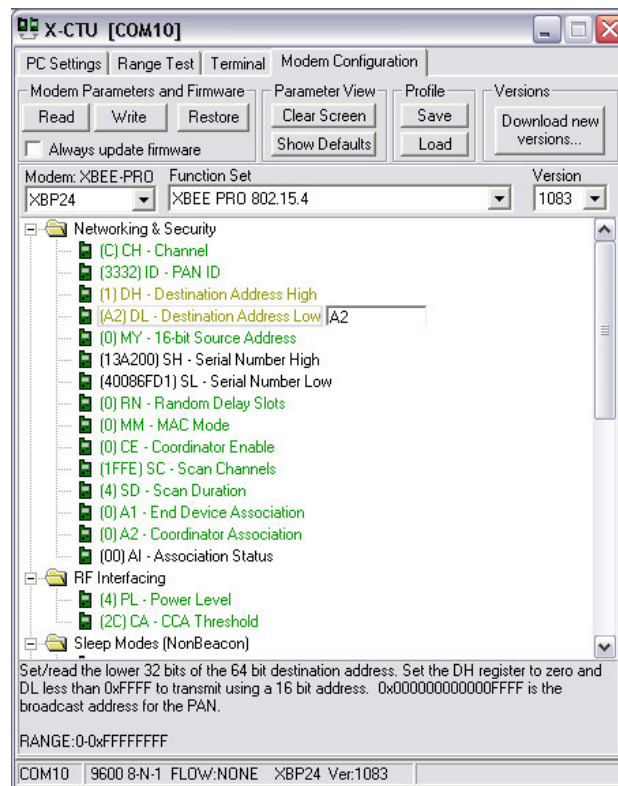 X-CTU [COM10]
PC Settings Range Test Terminal Modem Configuration
Modem Parameters and Firmware Parameter View Profile Versions
Read Write Restore Clear Screen Save Download new versions...
Always update firmware Show Defaults Load
Modem: XBEE-PRO Function Set Version
XBP24 XBEE PRO 802.15.4 1083
Networking & Security
(C) CH - Channel
(3332) ID - PAN ID
(1) DH - Destination Address High
(A2) DL - Destination Address Low A2
(0) MY - 16-bit Source Address
(13A200) SH - Serial Number High
(40086FD1) SL - Serial Number Low
(0) RN - Random Delay Slots
(0) MM - MAC Mode
(0) CE - Coordinator Enable
(1FFE) SC - Scan Channels
(4) SD - Scan Duration
(0) A1 - End Device Association
(0) A2 - Coordinator Association
(00) AI - Association Status
RF Interfacing
(4) PL - Power Level
(2C) CA - CCA Threshold
Sleep Modes (NonBeacon)
Set/read the lower 32 bits of the 64 bit destination address. Set the DH register to zero and
DL less than 0xFFFF to transmit using a 16 bit address. 0x000000000000FFFF is the
broadcast address for the PAN.
RANGE:0-0xFFFFFFFF
COM10 9600 8-N-1 FLOW:NONE XBP24 Ver:1083